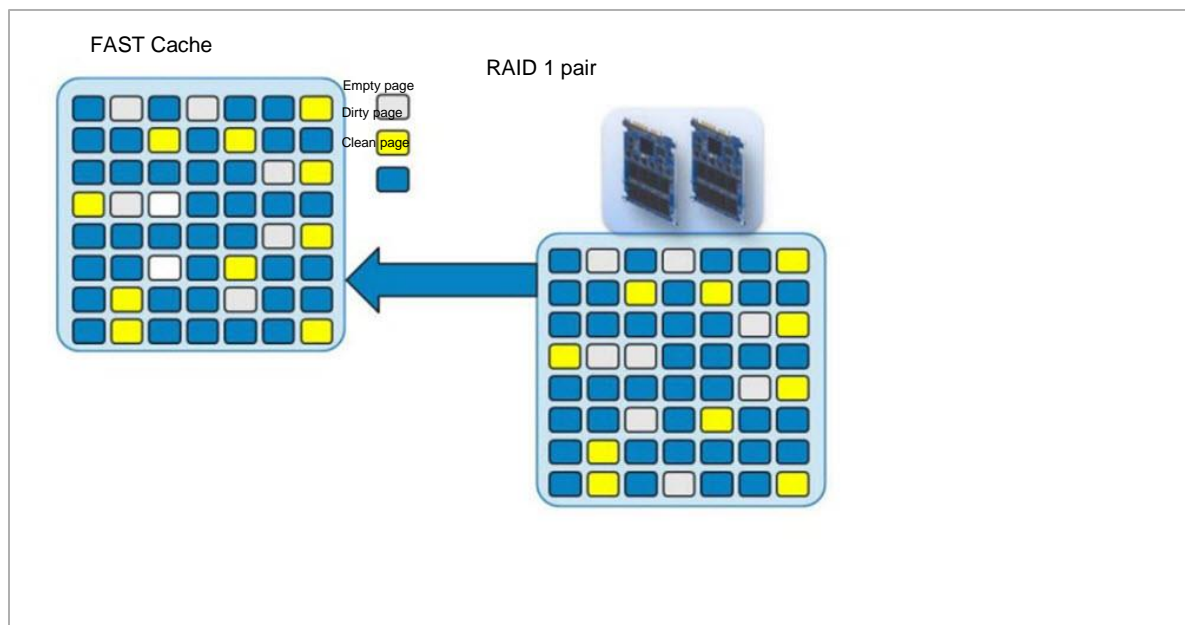 FAST Cache
RAID 1 pair
Empty page
Dirty page
Clean page